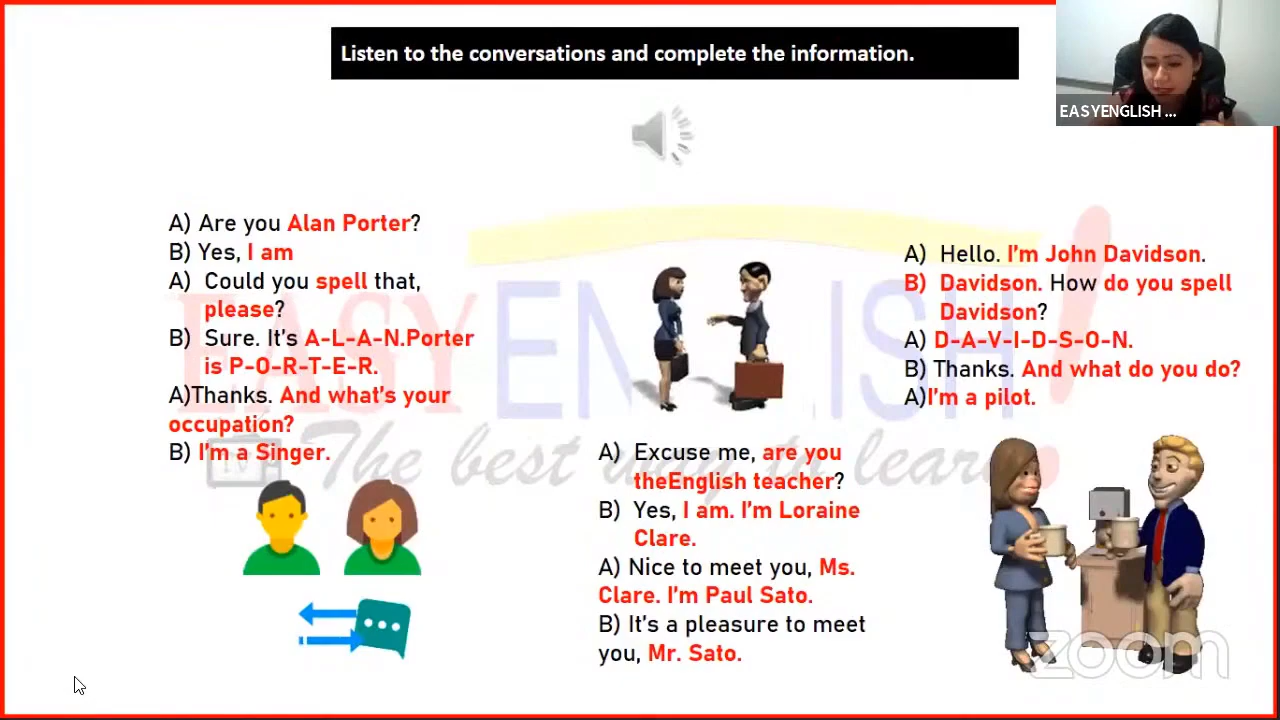 Listen to the conversations and complete the information.
EASYENGLISH ...
A) Are you Alan Porter?
B) Yes, I am
A) Could you spell that,
please?
B) Sure. It's A-L-A-N.Porter
is P-O-R-T-E-R.
A)Thanks. And what's your
occupation?
B) I'm a Singer.
A) Excuse me, are you
theEnglish teacher?
B) Yes, I am. I'm Loraine
Clare.
A) Nice to meet you, Ms.
Clare. I'm Paul Sato.
B) It's a pleasure to meet
you, Mr. Sato.
A) Hello. I'm John Davidson.
B) Davidson. How do you spell
Davidson?
A) D-A-V-I-D-S-O-N.
B) Thanks. And what do you do?
A)I'm a pilot.
EASYENGLISH!
The best way to learn!
zoom